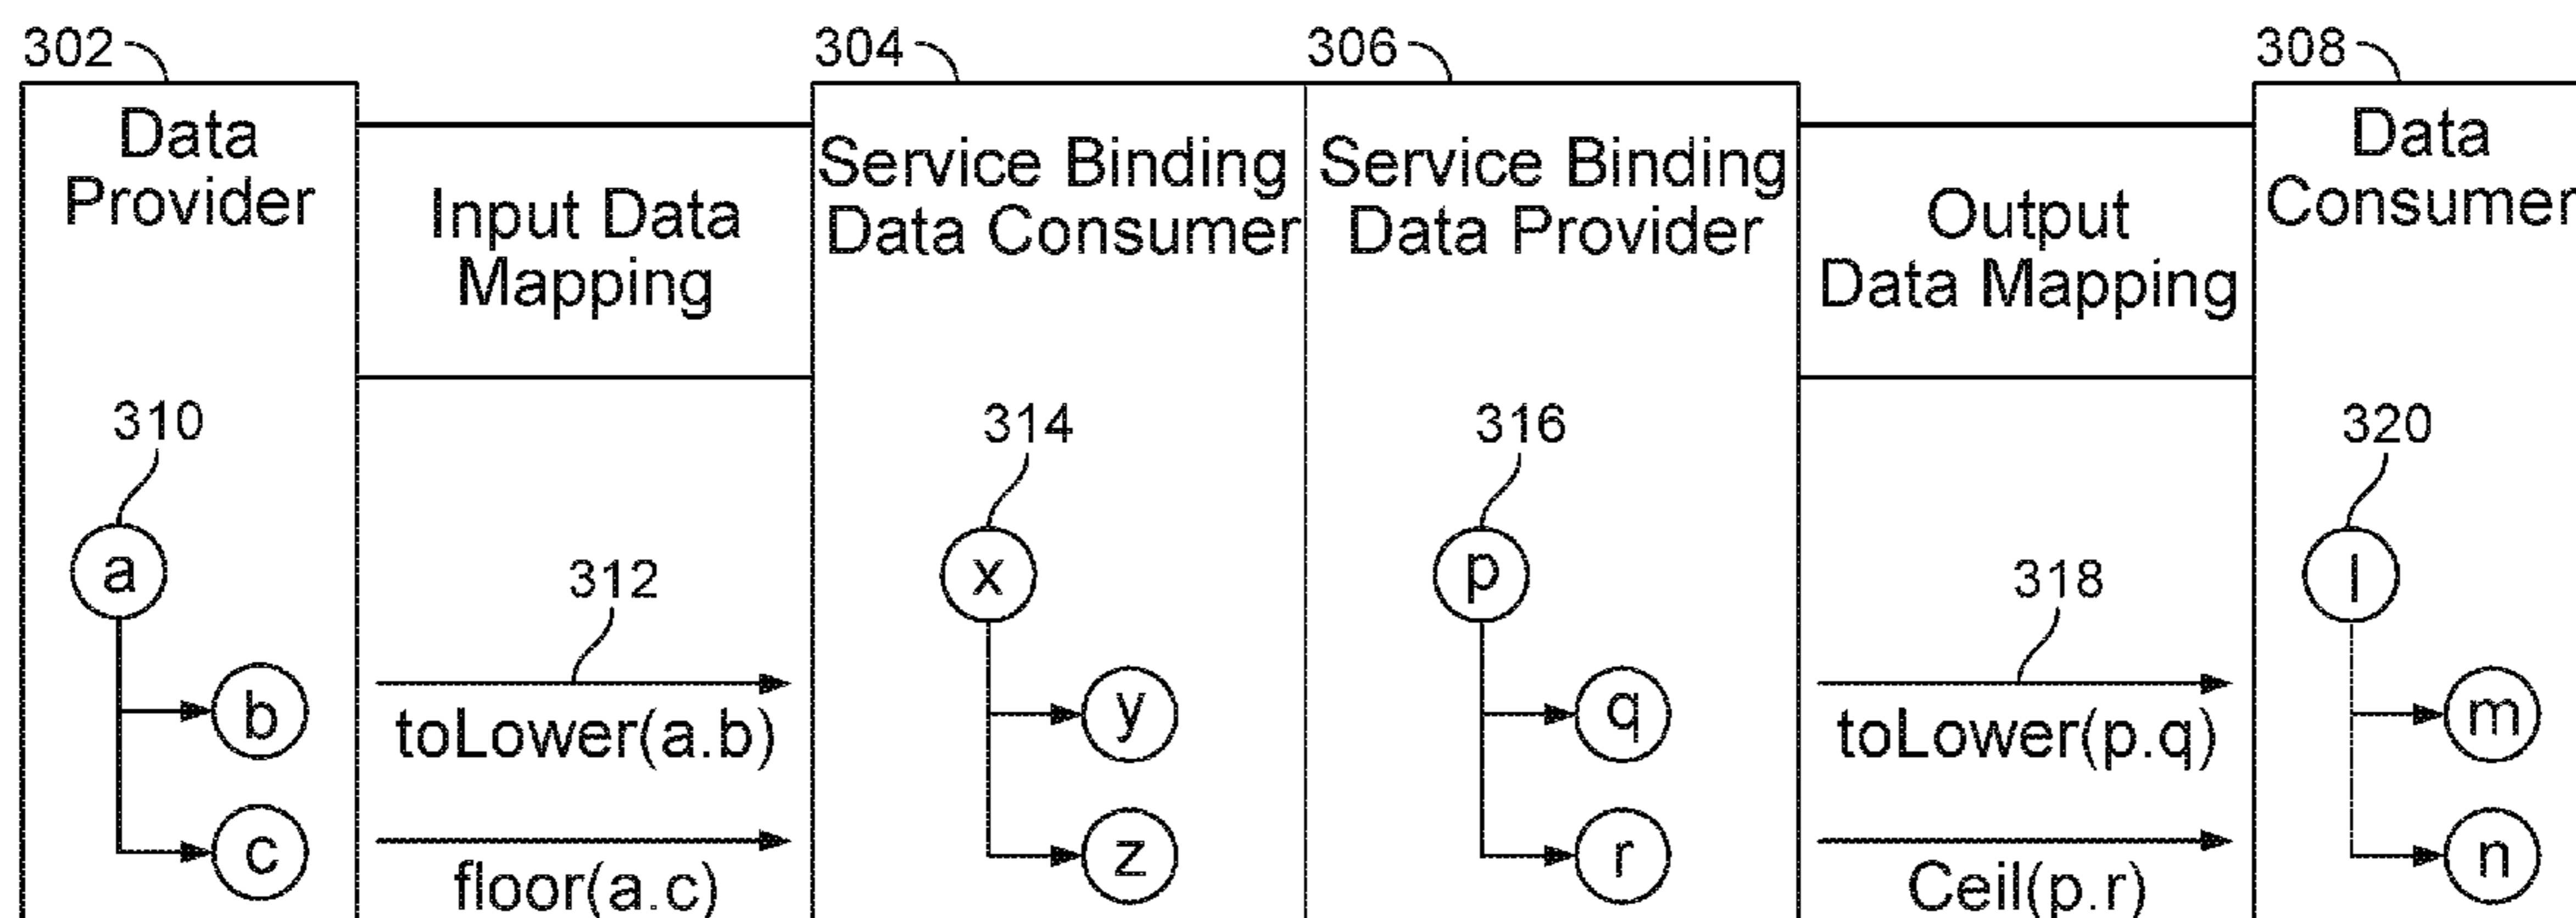 302
304
306
308
Data
Provider
Input Data
Mapping
Service Binding
Data Consumer
Service Binding
Data Provider
Output
Data Mapping
Data
Consumer
310
314
316
320
a
x
p
l
312
318
b
y
q
m
toLower(a.b)
toLower(p.q)
c
z
r
n
floor(a.c)
Ceil(p.r)